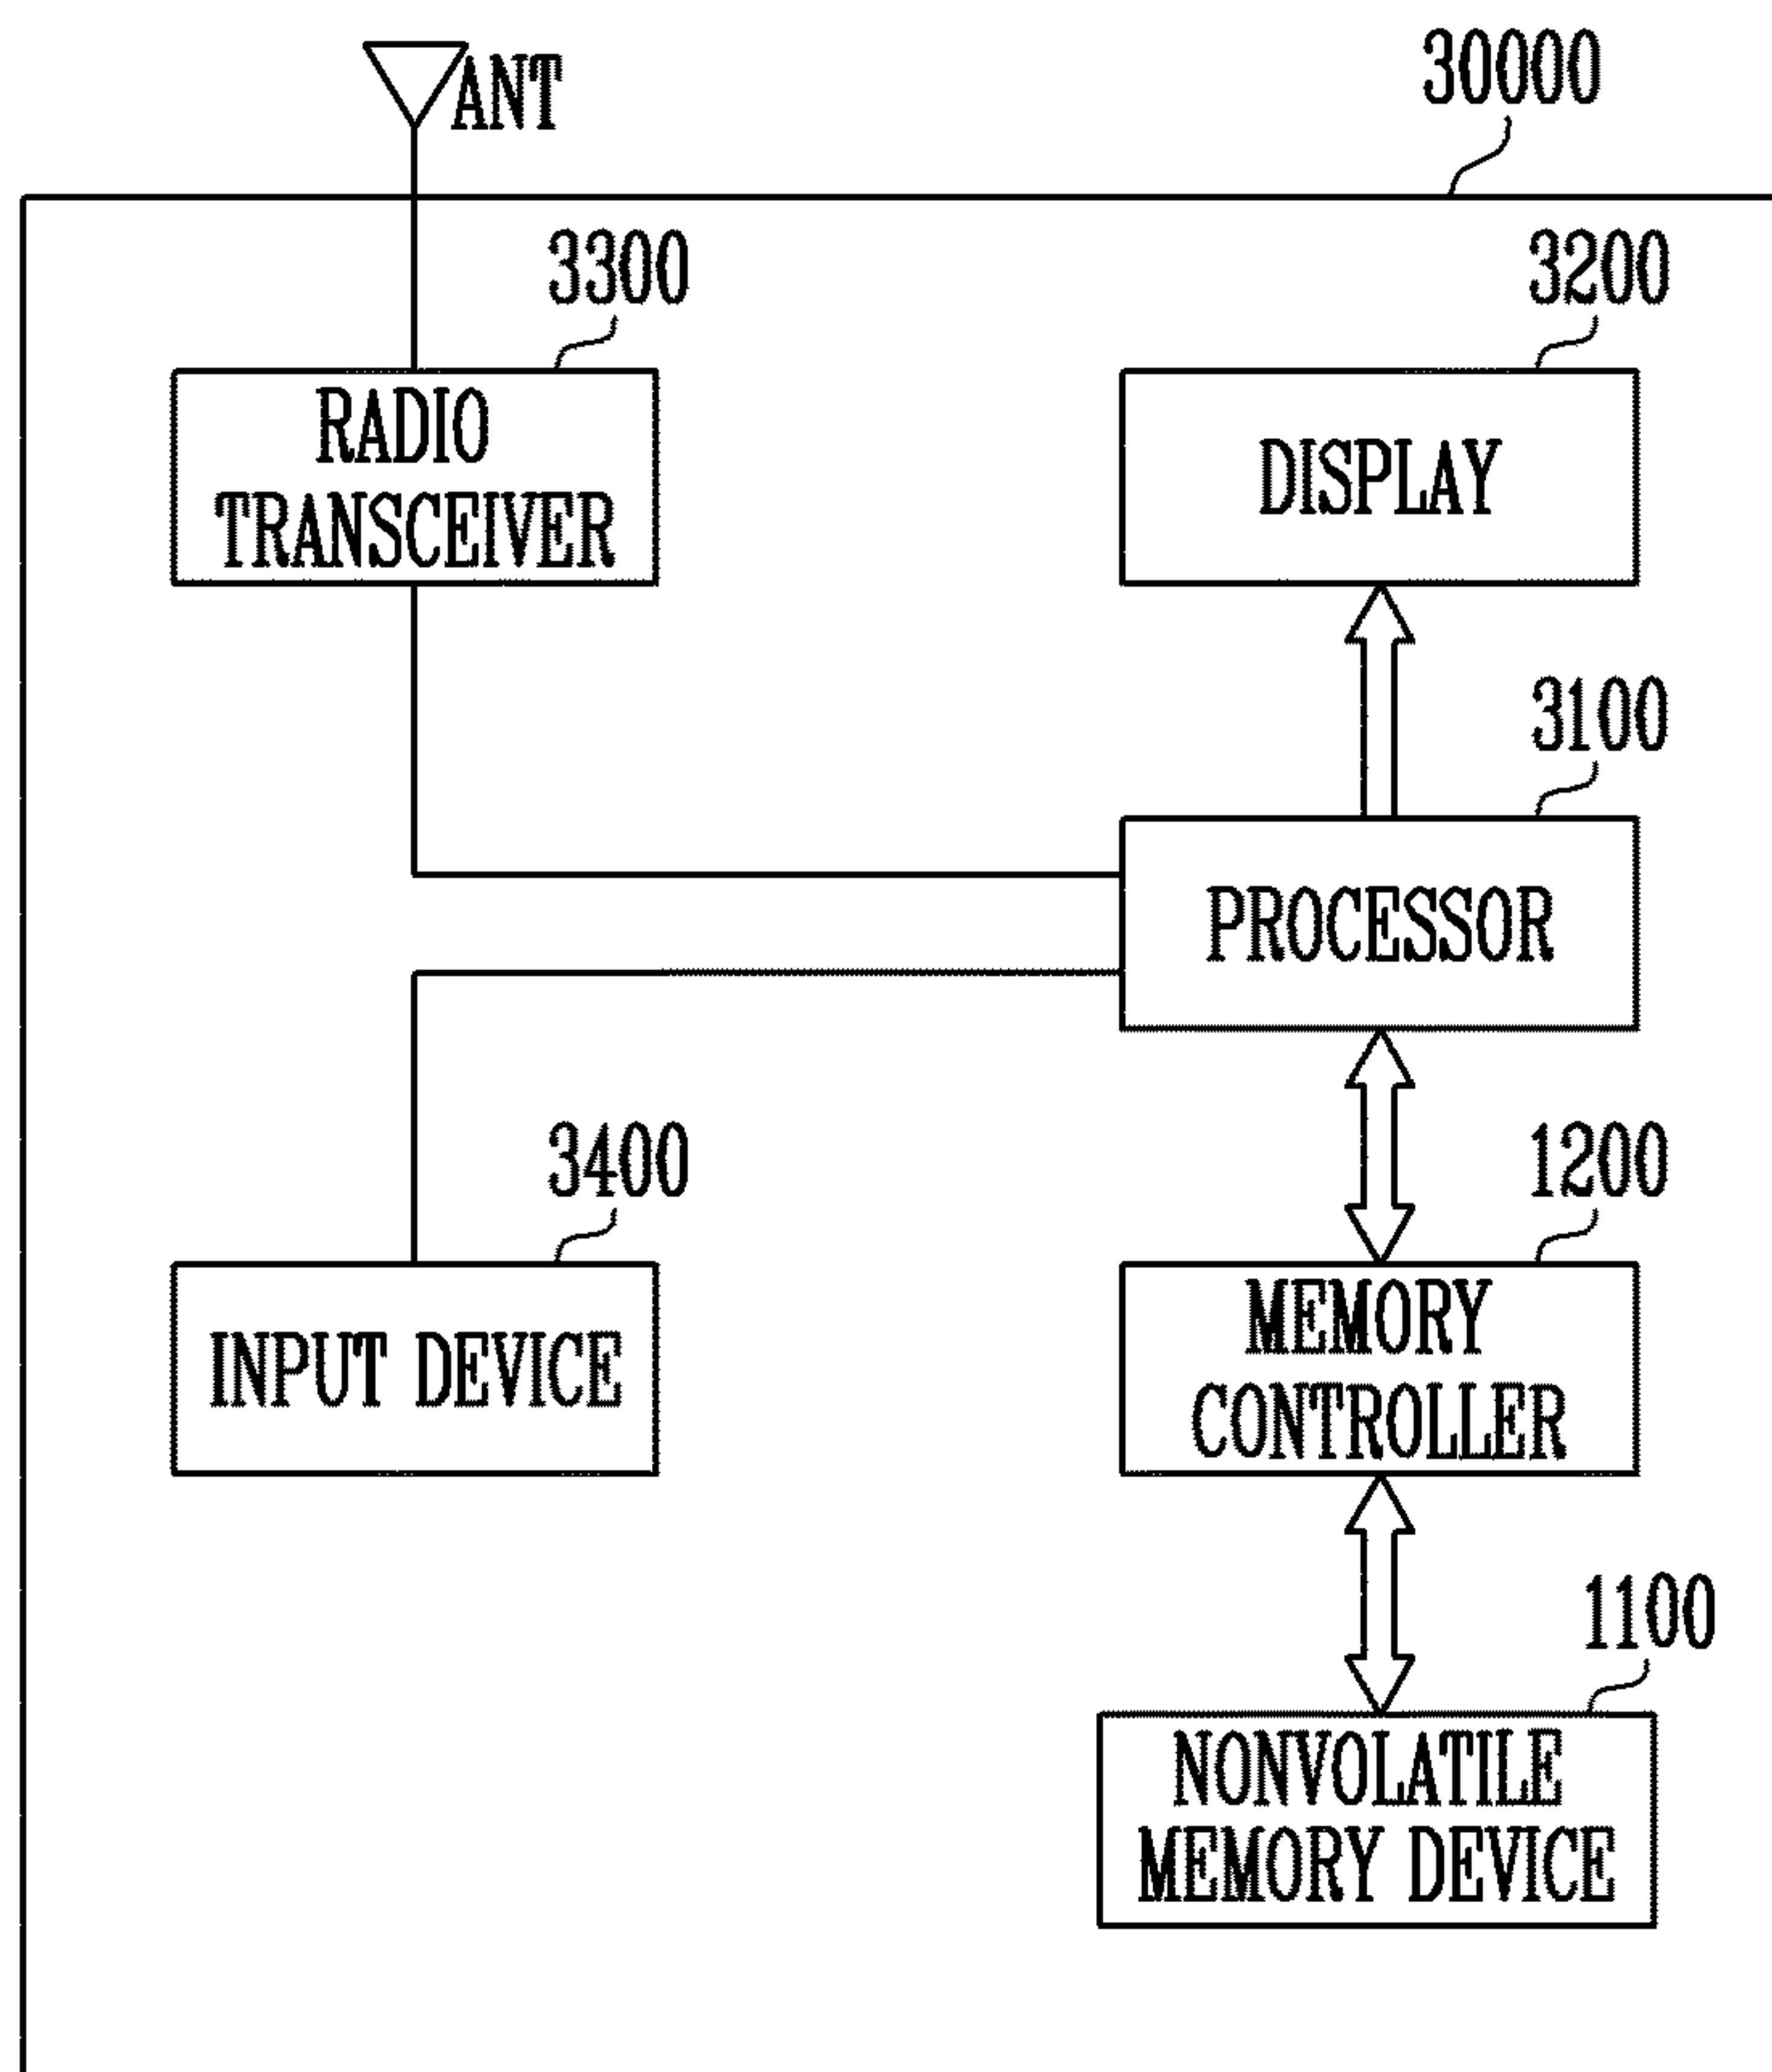 ANT
30000
3300
3200
RADIO
TRANSCEIVER
DISPLAY
3100
PROCESSOR
3400
1200
INPUT DEVICE
MEMORY
CONTROLLER
1100
NONVOLATILE
MEMORY DEVICE